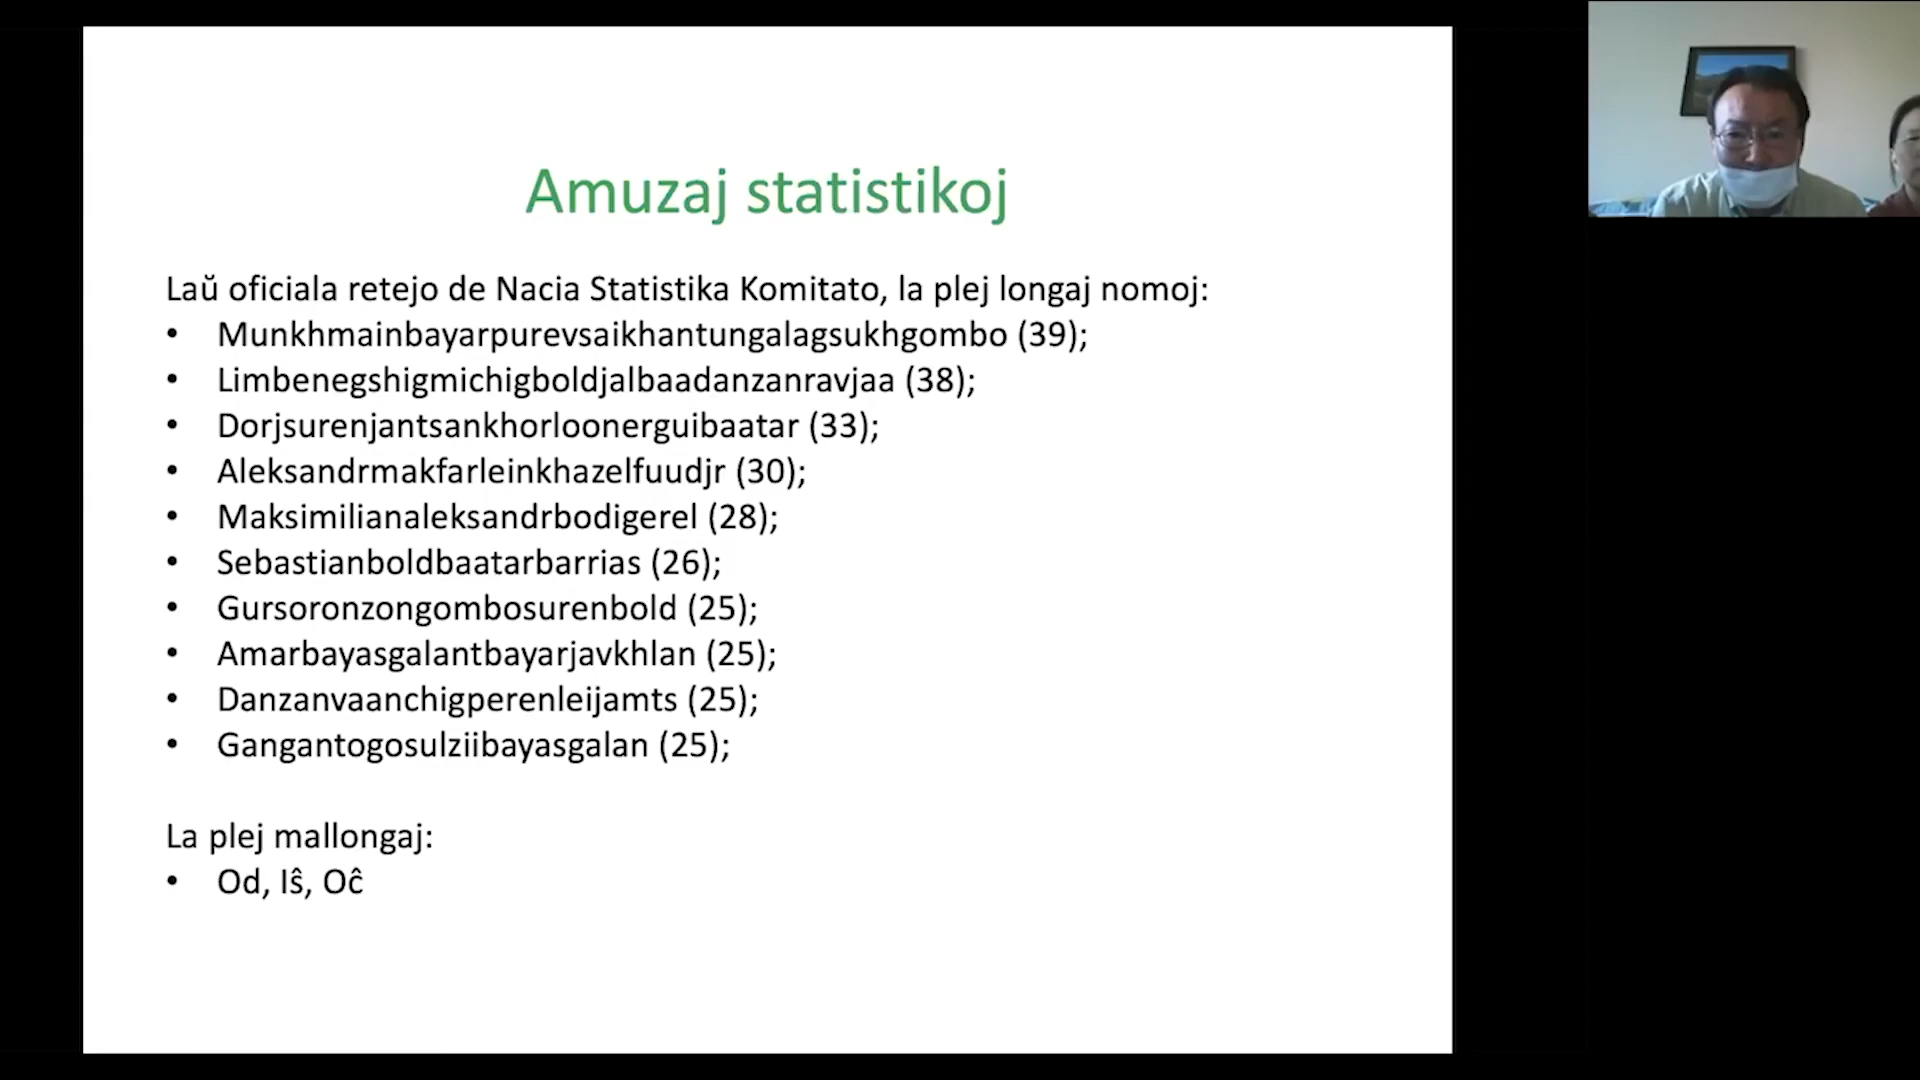 Amuzaj statistikoj
Laŭ oficiala retejo de Nacia Statistika Komitato, la plej longaj nomoj:
• Munkhmainbayarpurevsaikhantungalagsukhgombo (39);
• Limbenegshigmichigboldjalbaadanzanravjaa (38);
• Dorjsurenjantsankhorloonerguibaatar (33);
• Aleksandrmakfarleinkhazelfuudjr (30);
• Maksimilianaleksandrbodigerel (28);
• Sebastianboldbaatarbarrias (26);
• Gursoronzongombosurenbold (25);
• Amarbayasgalantbayarjavkhlan (25);
• Danzanvaanchigperenleijamts (25);
• Gangantogosulziibayasgalan (25);
La plej mallongaj:
• Od, Iŝ, Oĉ